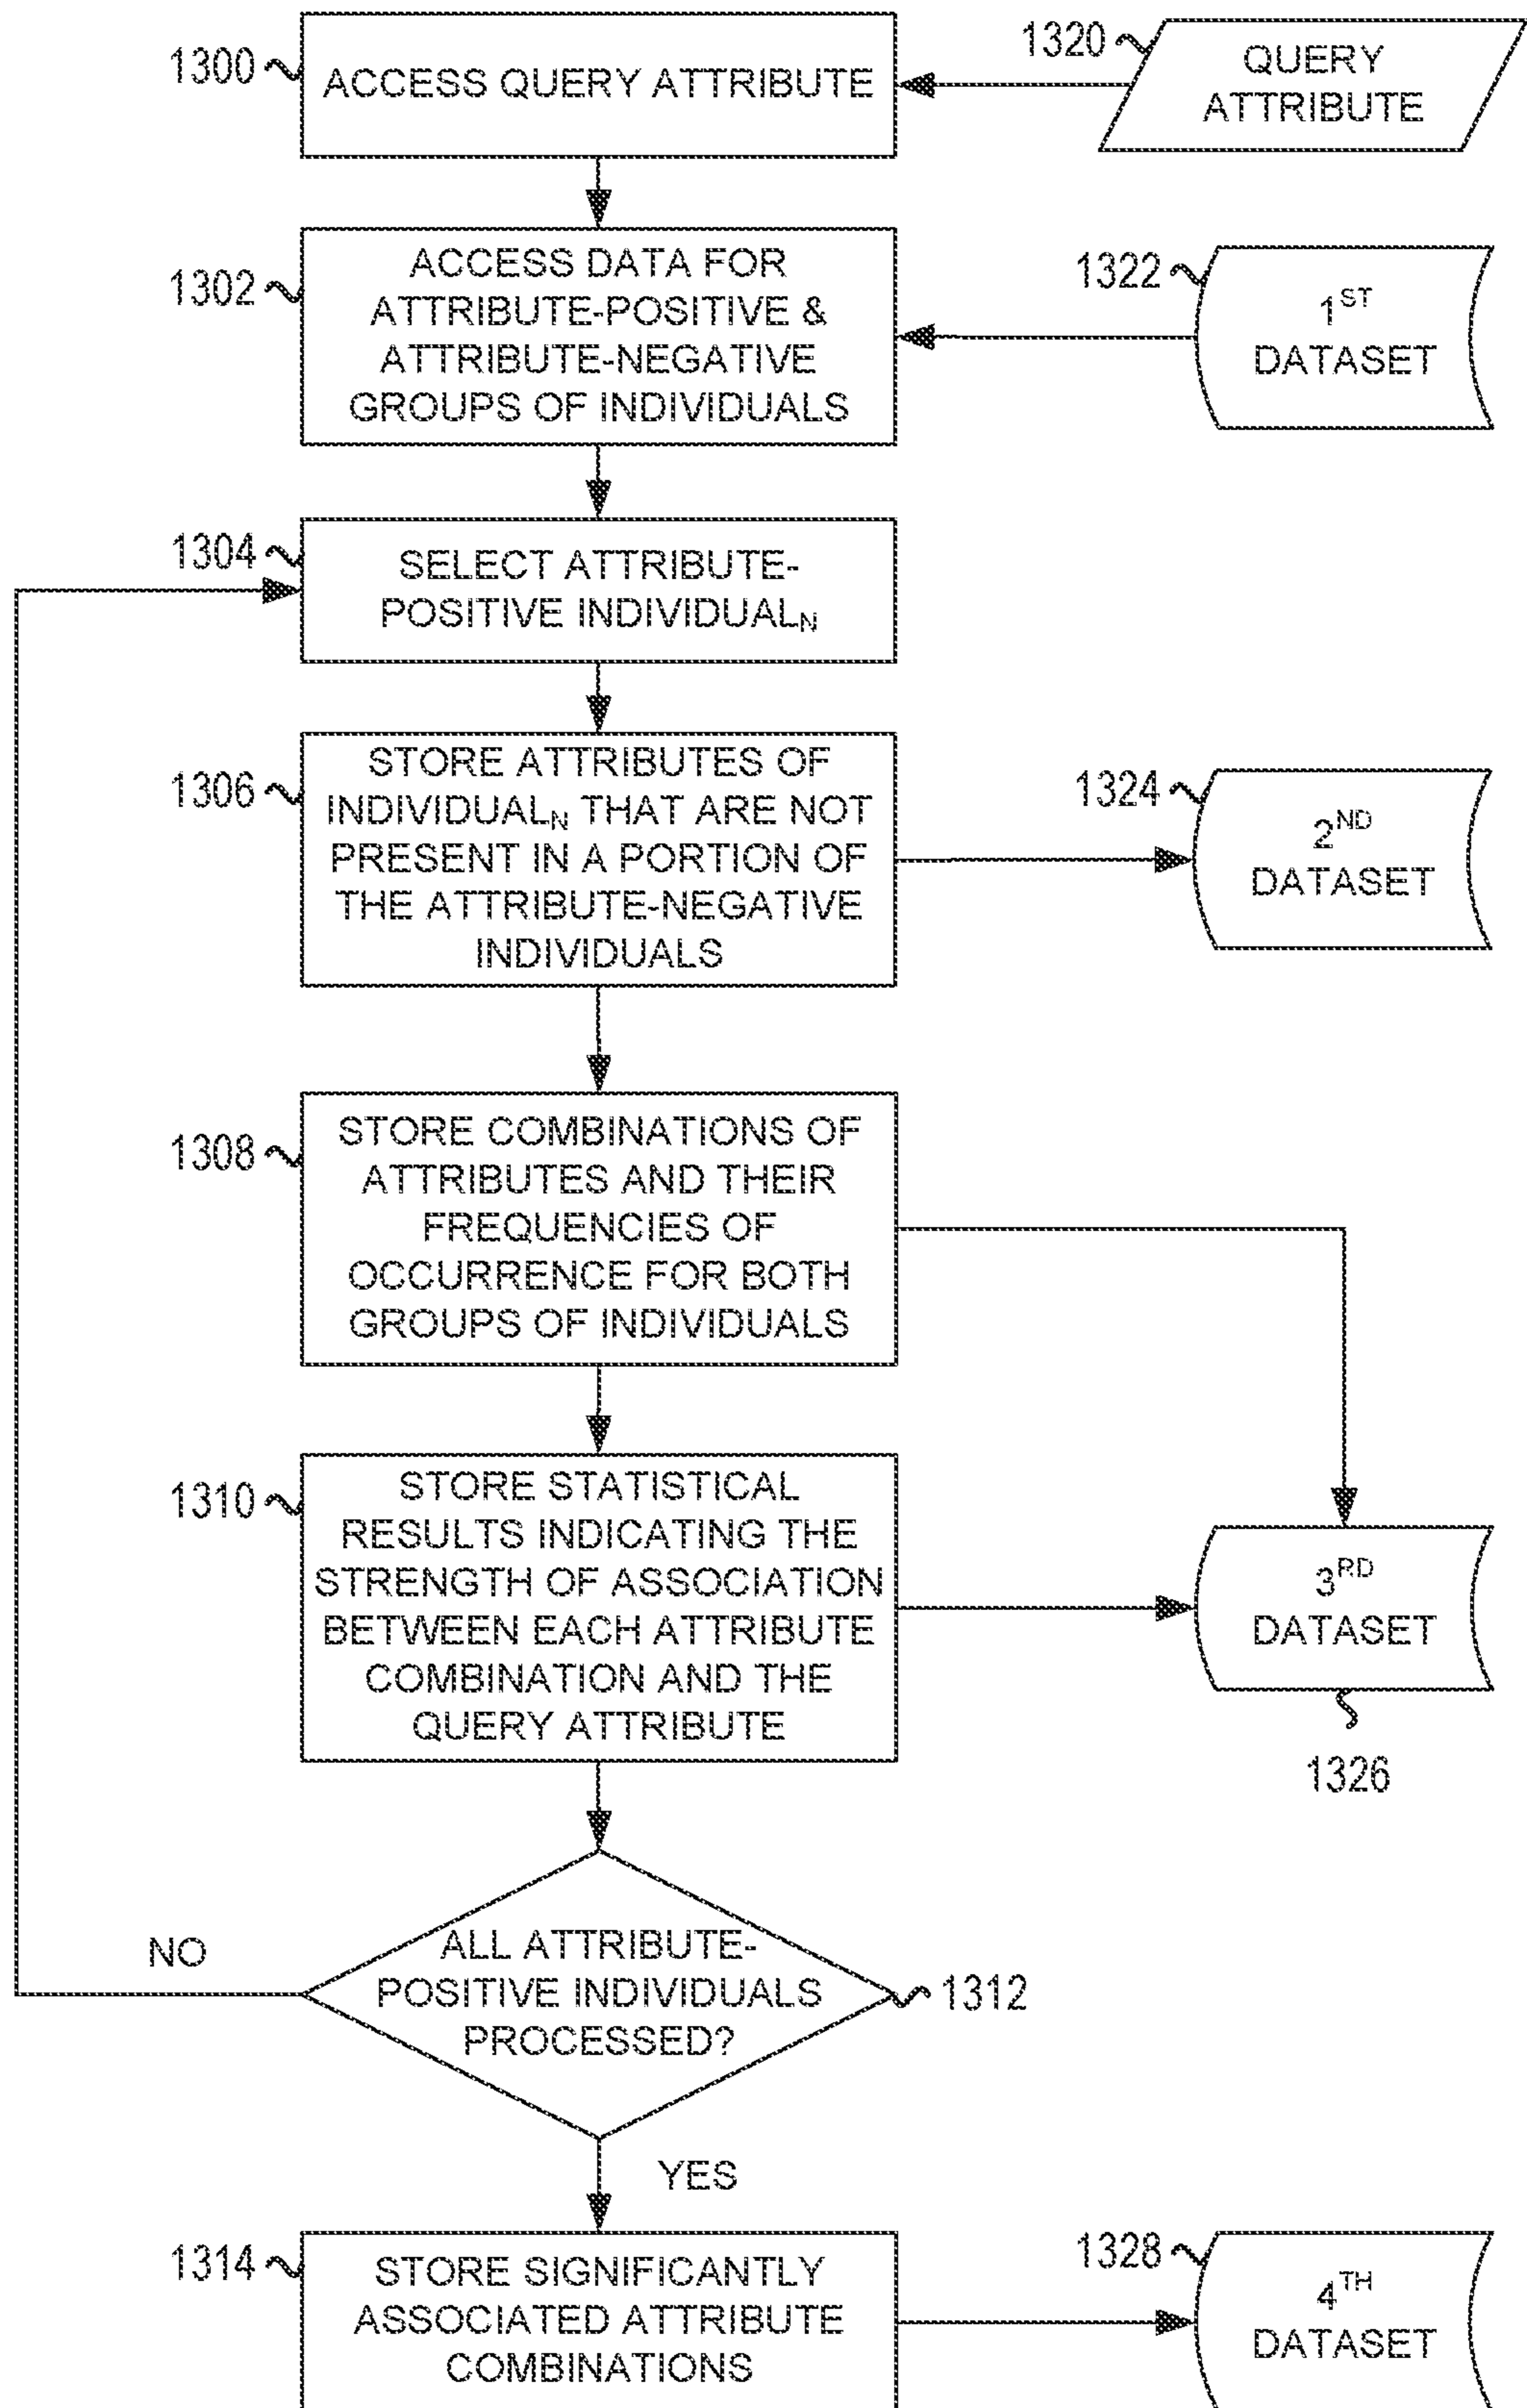 1300
ACCESS QUERY ATTRIBUTE
1320
QUERY
ATTRIBUTE
1302
ACCESS DATA FOR
ATTRIBUTE-POSITIVE &
ATTRIBUTE-NEGATIVE
GROUPS OF INDIVIDUALS
1322
1ST
DATASET
1304
SELECT ATTRIBUTE-
POSITIVE INDIVIDUALN
1306
STORE ATTRIBUTES OF
INDIVIDUALN THAT ARE NOT
PRESENT IN A PORTION OF
THE ATTRIBUTE-NEGATIVE
INDIVIDUALS
1324
2ND
DATASET
1308
STORE COMBINATIONS OF
ATTRIBUTES AND THEIR
FREQUENCIES OF
OCCURRENCE FOR BOTH
GROUPS OF INDIVIDUALS
1310
STORE STATISTICAL
RESULTS INDICATING THE
STRENGTH OF ASSOCIATION
BETWEEN EACH ATTRIBUTE
COMBINATION AND THE
QUERY ATTRIBUTE
3RD
DATASET
1326
NO
ALL ATTRIBUTE-
POSITIVE INDIVIDUALS
PROCESSED?
1312
YES
1314
STORE SIGNIFICANTLY
ASSOCIATED ATTRIBUTE
COMBINATIONS
1328
4TH
DATASET